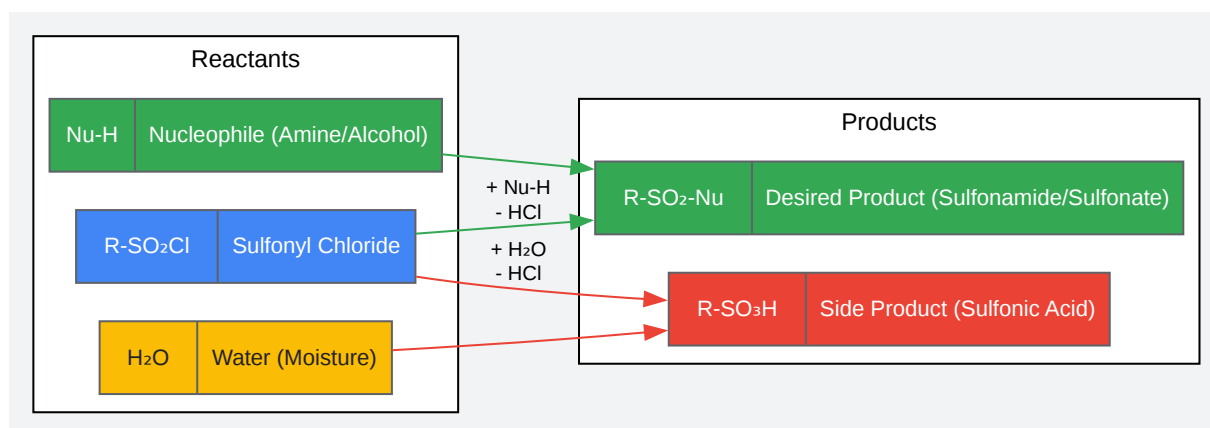 Reactants
Nu-H Nucleophile (Amine/Alcohol)
R-SO₂Cl Sulfonyl Chloride
H₂O Water (Moisture)
+ Nu-H
- HCl
+ H₂O
- HCl
Products
R-SO₂-Nu Desired Product (Sulfonamide/Sulfonate)
R-SO₃H Side Product (Sulfonic Acid)